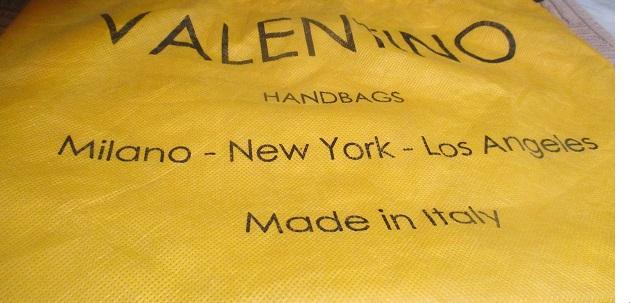 VALENTINO
HANDBAGS
Milano - New York - Los Angeles
Made in Italy